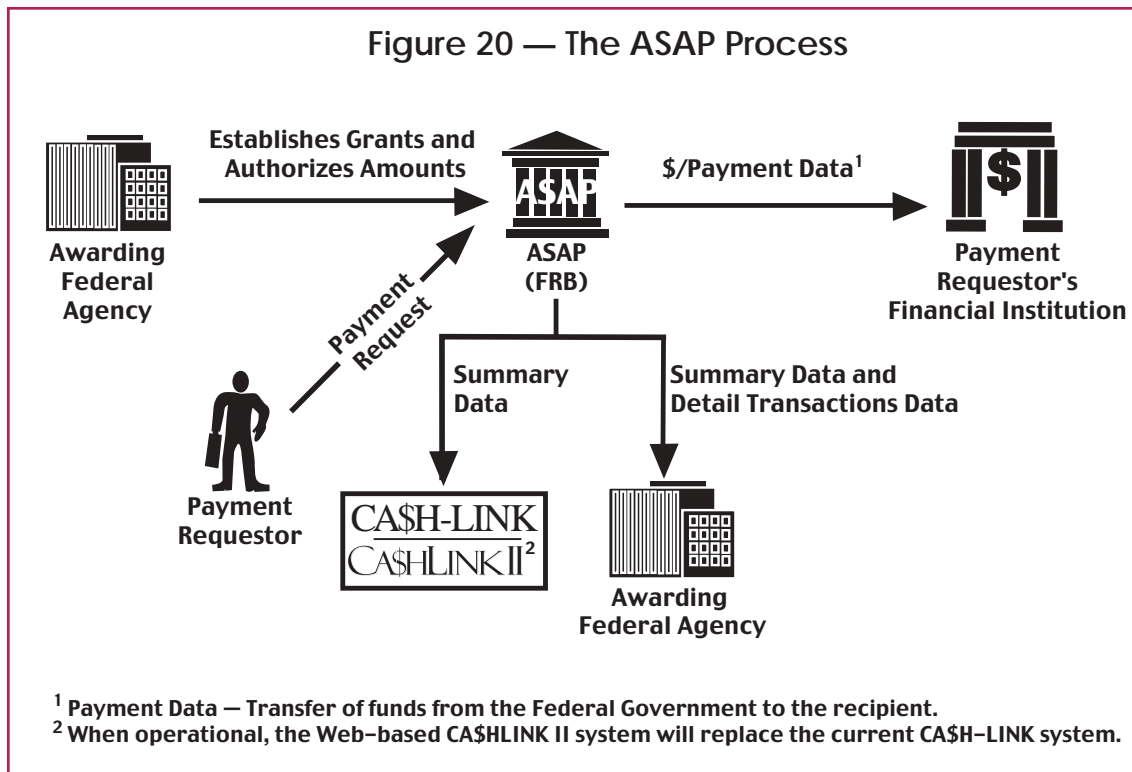 Figure 20 — The ASAP Process
Establishes Grants and
Authorizes Amounts
ASAP
$/Payment Data¹
$
Awarding
Federal
Agency
ASAP
(FRB)
Payment
Requestor's
Financial Institution
Payment
Request
Summary
Data
Summary Data and
Detail Transactions Data
Payment
Requestor
CA$H-LINK
CA$HLINK II²
Awarding
Federal Agency
¹ Payment Data — Transfer of funds from the Federal Government to the recipient.
² When operational, the Web-based CA$HLINK II system will replace the current CA$H-LINK system.